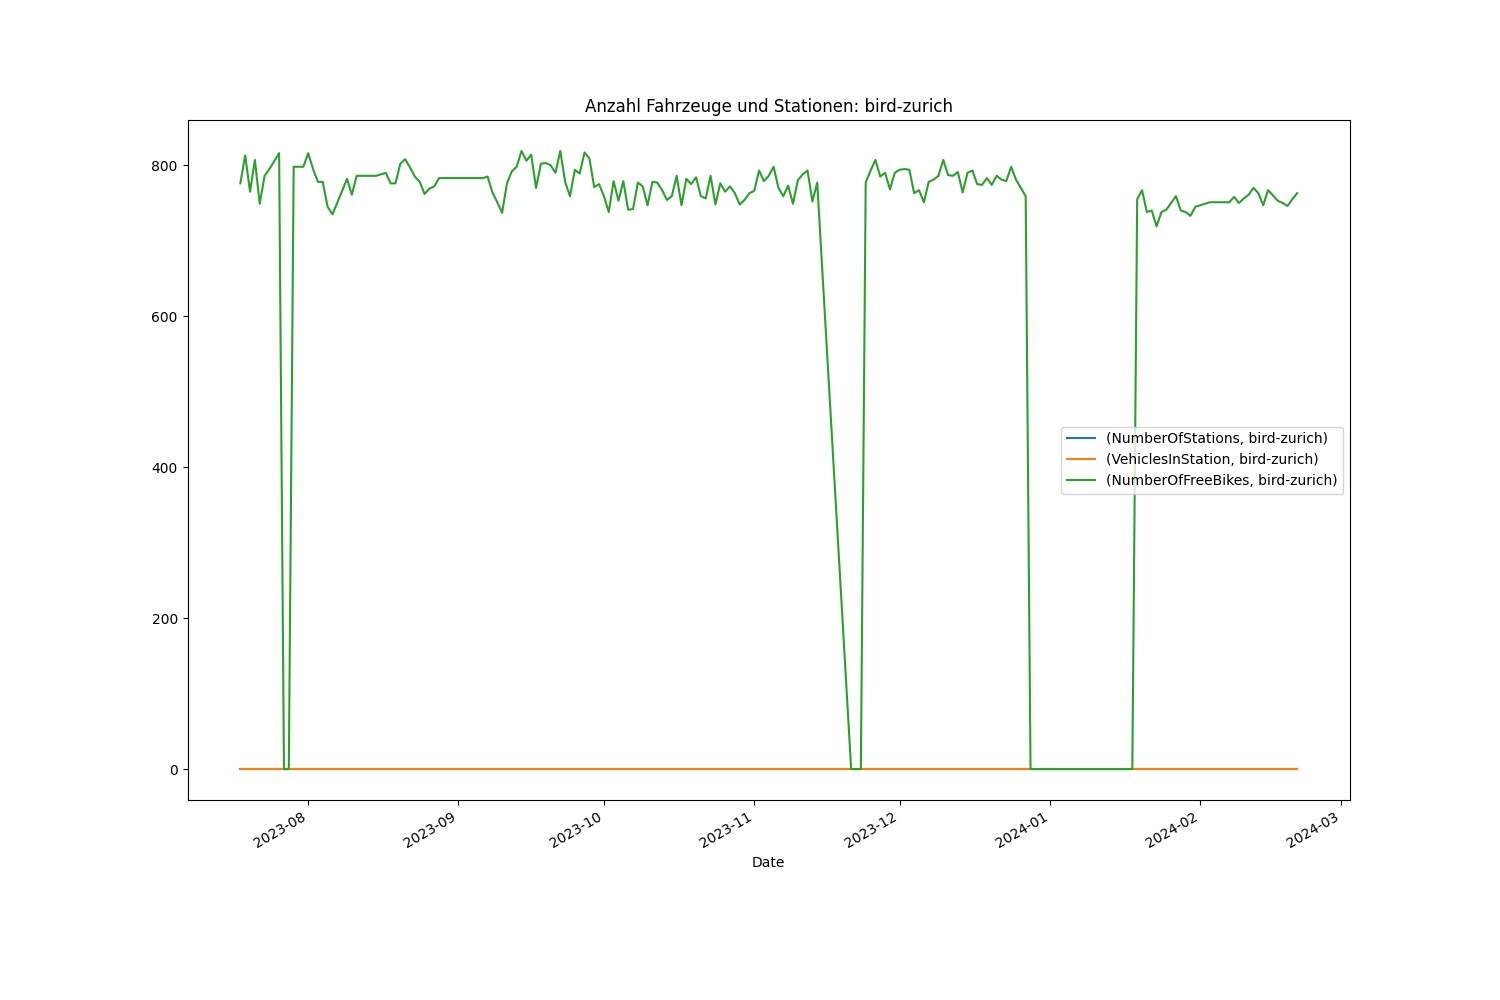 Anzahl Fahrzeuge und Stationen: bird-zurich
800
600
400
200
0
(NumberOfStations, bird-zurich)
(VehiclesInStation, bird-zurich)
(NumberOfFreeBikes, bird-zurich)
2023-08
2023-09
2023-10
2023-11
2023-12
2024-01
2024-02
2024-03
Date